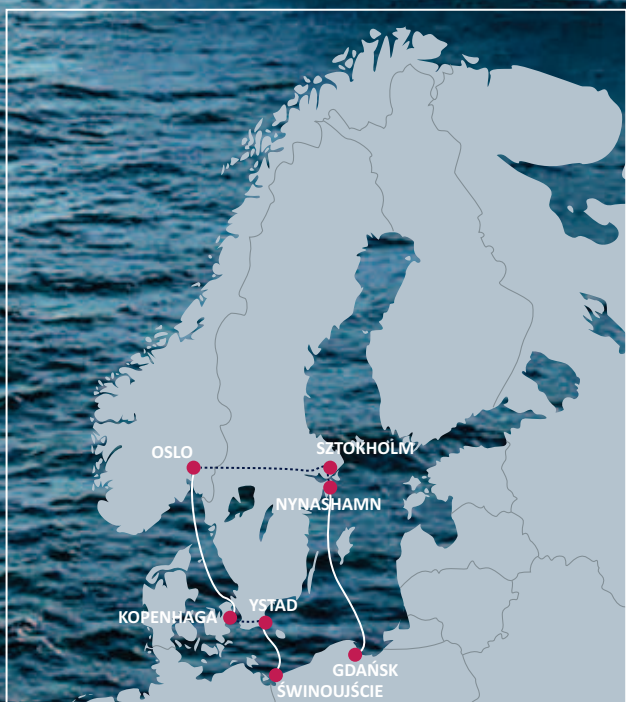 OSLO
SZTOKHOLM
NYNASHAMN
YSTAD
KOPENHAGA
GDAŃSK
ŚWINOUJŚCIE